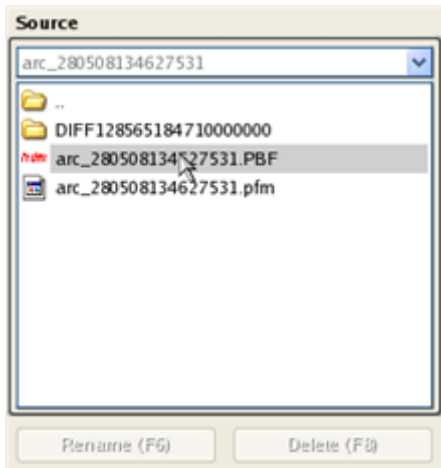 Source
arc_280508134627531
..
DIFF128565184710000000
arc_280508134627531.PBF
arc_280508134627531.pfm
Rename (F6)
Delete (F8)